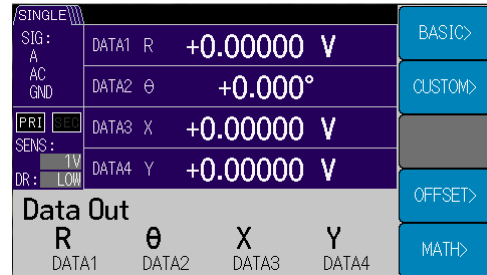 SINGLE
SIG:
A
AC
GND
PRI SEC
SENS:
1V
DR: LOW
DATA1 R +0.00000 V
DATA2 θ +0.000°
DATA3 X +0.00000 V
DATA4 Y +0.00000 V
Data Out
R θ X Y
DATA1 DATA2 DATA3 DATA4
BASIC>
CUSTOM>
OFFSET>
MATH>